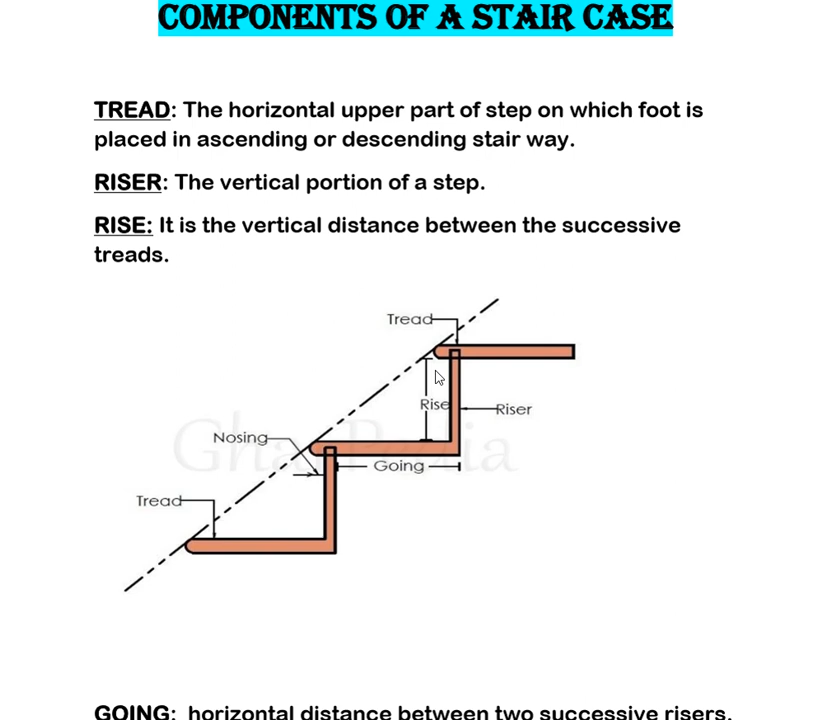 COMPONENTS OF A STAIR CASE
TREAD: The horizontal upper part of step on which foot is
placed in ascending or descending stair way.
RISER: The vertical portion of a step.
RISE: It is the vertical distance between the successive
treads.
Tread
Rise
Riser
Nosing
GharPedia
Going
Tread
GOING: horizontal distance between two successive risers.